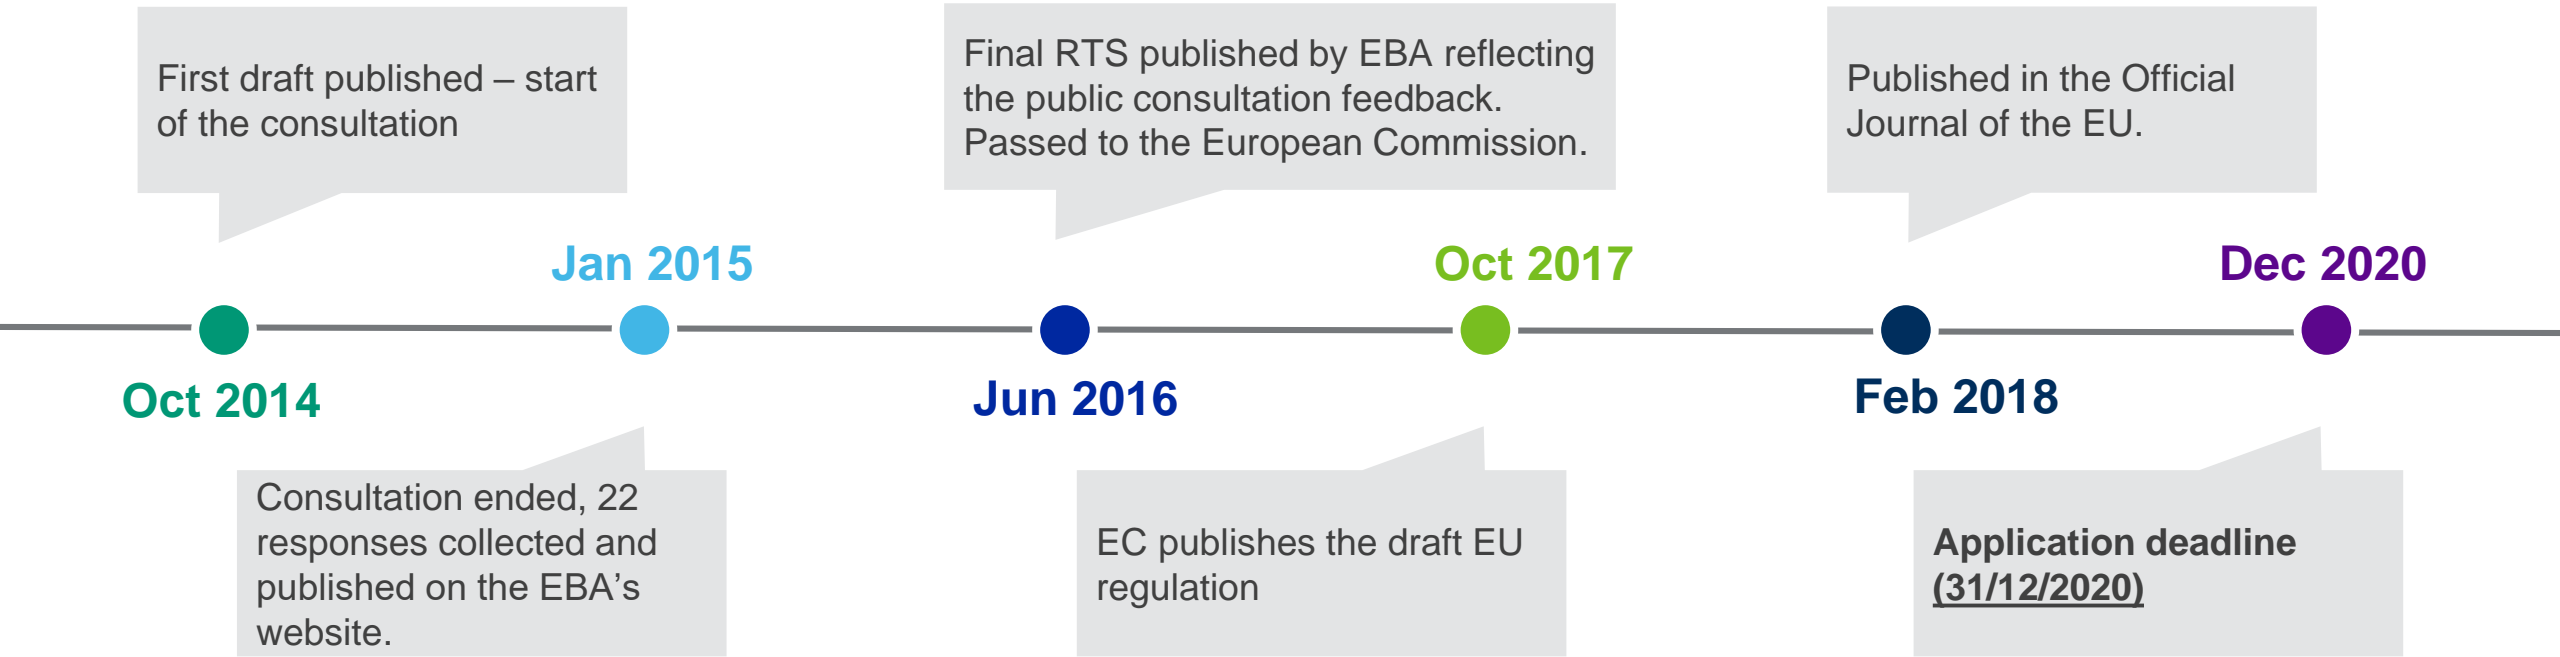 First draft published – start
of the consultation
Final RTS published by EBA reflecting
the public consultation feedback.
Passed to the European Commission.
Published in the Official
Journal of the EU.
Jan 2015
Oct 2017
Dec 2020
Oct 2014
Jun 2016
Feb 2018
Consultation ended, 22
responses collected and
published on the EBA’s
website.
EC publishes the draft EU
regulation
Application deadline
(31/12/2020)